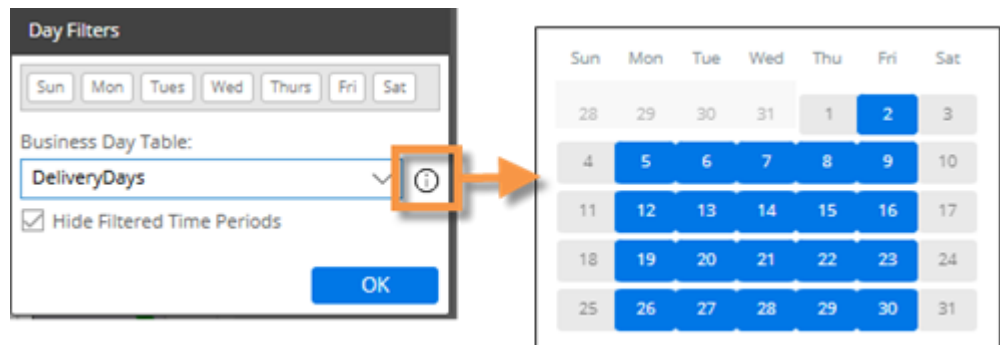 Day Filters
Sun Mon Tues Wed Thurs Fri Sat
Business Day Table:
DeliveryDays
Hide Filtered Time Periods
OK
Sun Mon Tue Wed Thu Fri Sat
28 29 30 31 1 2 3
4 5 6 7 8 9 10
11 12 13 14 15 16 17
18 19 20 21 22 23 24
25 26 27 28 29 30 31